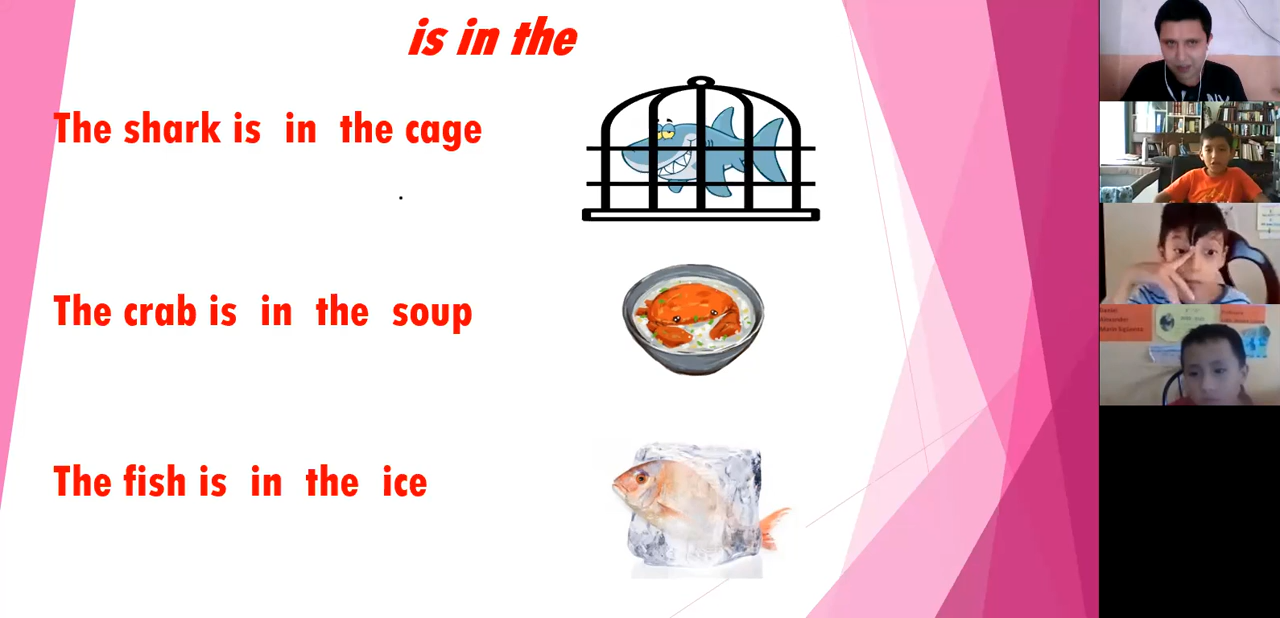 is in the
The shark is in the cage
The crab is in the soup
The fish is in the ice